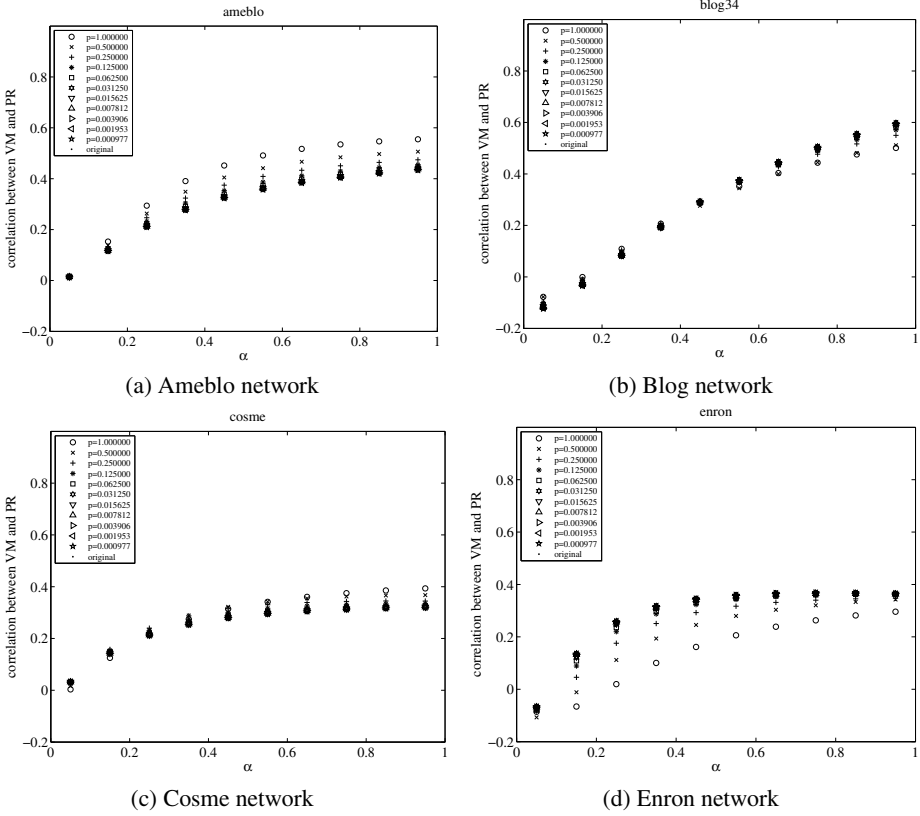 ameblo
p=1.000000
p=0.500000
p=0.250000
p=0.125000
p=0.062500
p=0.031250
p=0.015625
p=0.007812
p=0.003906
p=0.001953
p=0.000977
original
correlation between VM and PR
0.8
0.6
0.4
0.2
0
−0.2
0 0.2 0.4 0.6 0.8 1
α
(a) Ameblo network
blog34
p=1.000000
p=0.500000
p=0.250000
p=0.125000
p=0.062500
p=0.031250
p=0.015625
p=0.007812
p=0.003906
p=0.001953
p=0.000977
original
correlation between VM and PR
0.8
0.6
0.4
0.2
0
−0.2
0 0.2 0.4 0.6 0.8 1
α
(b) Blog network
cosme
p=1.000000
p=0.500000
p=0.250000
p=0.125000
p=0.062500
p=0.031250
p=0.015625
p=0.007812
p=0.003906
p=0.001953
p=0.000977
original
correlation between VM and PR
0.8
0.6
0.4
0.2
0
−0.2
0 0.2 0.4 0.6 0.8 1
α
(c) Cosme network
enron
p=1.000000
p=0.500000
p=0.250000
p=0.125000
p=0.062500
p=0.031250
p=0.015625
p=0.007812
p=0.003906
p=0.001953
p=0.000977
original
correlation between VM and PR
0.8
0.6
0.4
0.2
0
−0.2
0 0.2 0.4 0.6 0.8 1
α
(d) Enron network